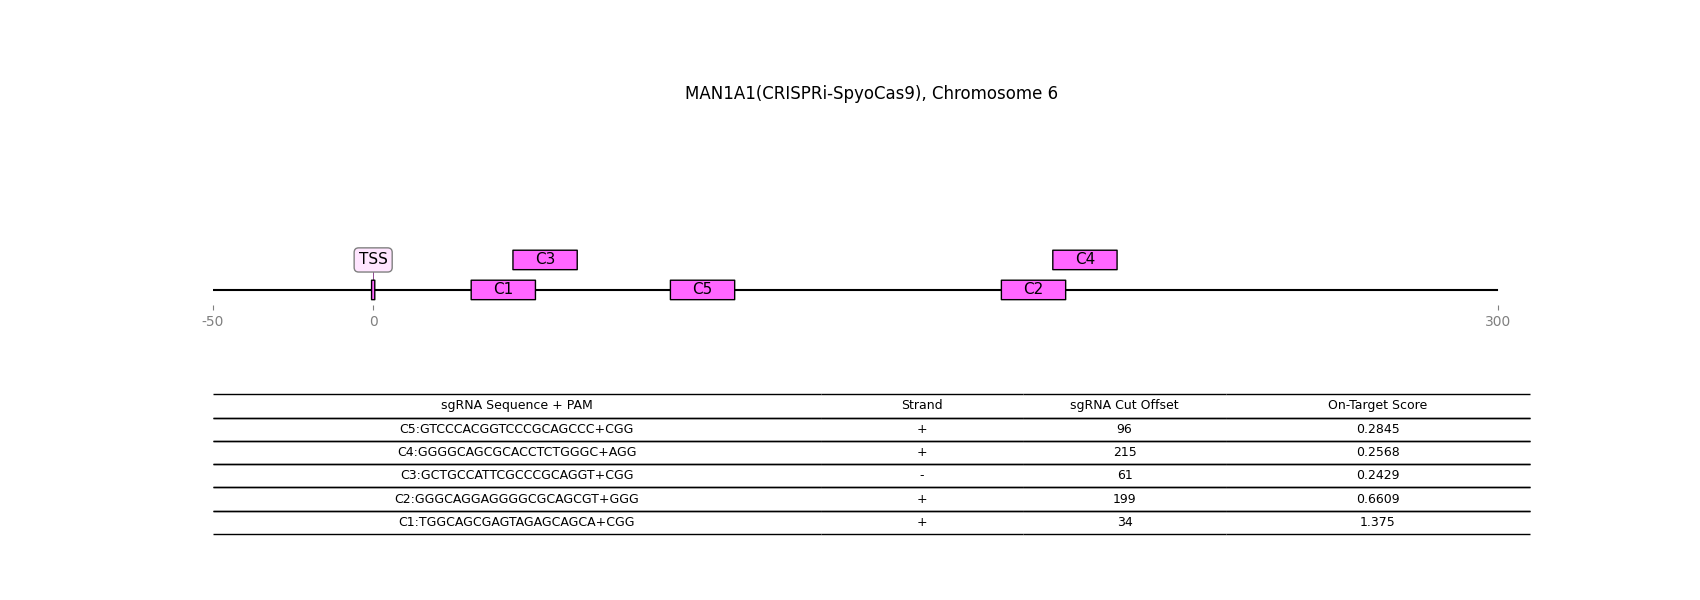 MAN1A1(CRISPRi-SpyoCas9), Chromosome 6
TSS C3 C4
C1 C5 C2
-50 0 300
sgRNA Sequence + PAM Strand sgRNA Cut Offset On-Target Score
C5:GTCCCACGGTCCCGCAGCCC+CGG + 96 0.2845
C4:GGGGCAGCGCACCTCTGGGC+AGG + 215 0.2568
C3:GCTGCCATTCGCCCGCAGGT+CGG - 61 0.2429
C2:GGGCAGGAGGGGCGCAGCGT+GGG + 199 0.6609
C1:TGGCAGCGAGTAGAGCAGCA+CGG + 34 1.375